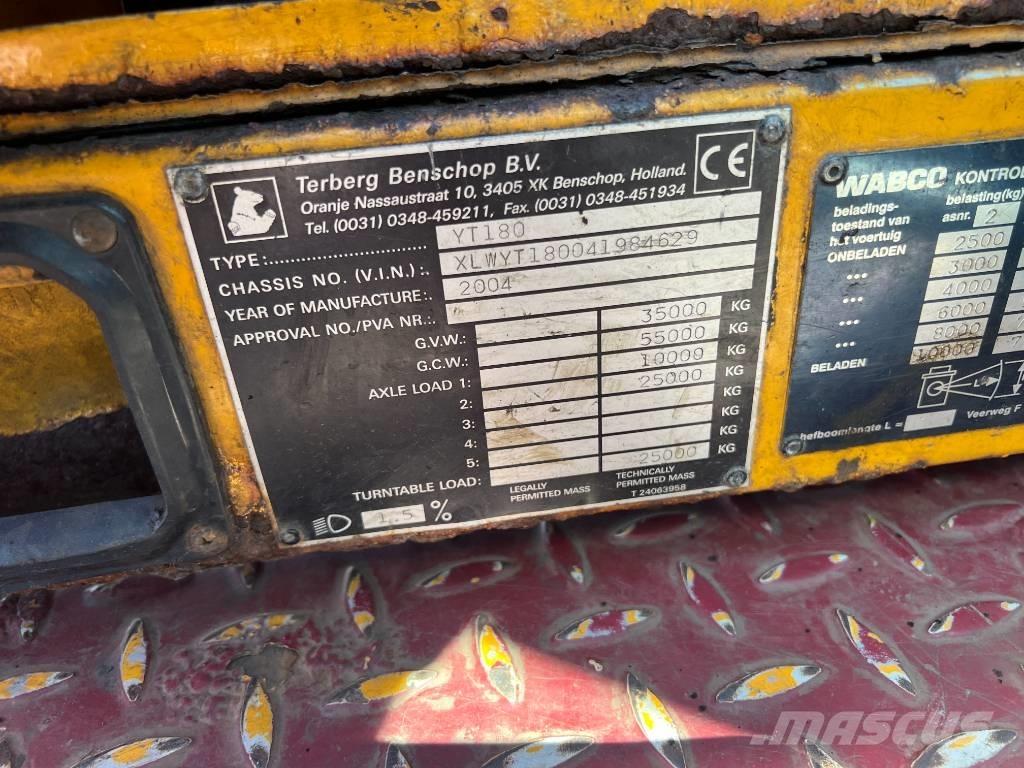 Terberg Benschop B.V.
Oranje Nassaustraat 10, 3405 XK Benschop, Holland.
Tel. (0031) 0348-459211, Fax. (0031) 0348-451934
CE
TYPE:............................ YT180
CHASSIS NO. (V.I.N.):. XLWYT180041984629
YEAR OF MANUFACTURE:. 2004
APPROVAL NO./PVA NR.:.
G.V.W.: 35000 KG
G.C.W.: 55000 KG
AXLE LOAD 1: 10000 KG
2: 25000 KG
3: KG
4: KG
5: KG
TURNTABLE LOAD: 25000 KG
LEGALLY PERMITTED MASS
TECHNICALLY PERMITTED MASS
T 24063958
1.5 %
WABCO KONTROL
beladings-
toestand van
het voertuig
belasting(kg)
asnr. 2
ONBELADEN 2500
... 3000
... 4000
... 6000
... 8000
BELADEN 10000
L
hefboomlengte L =
Veerweg F
MASCUS